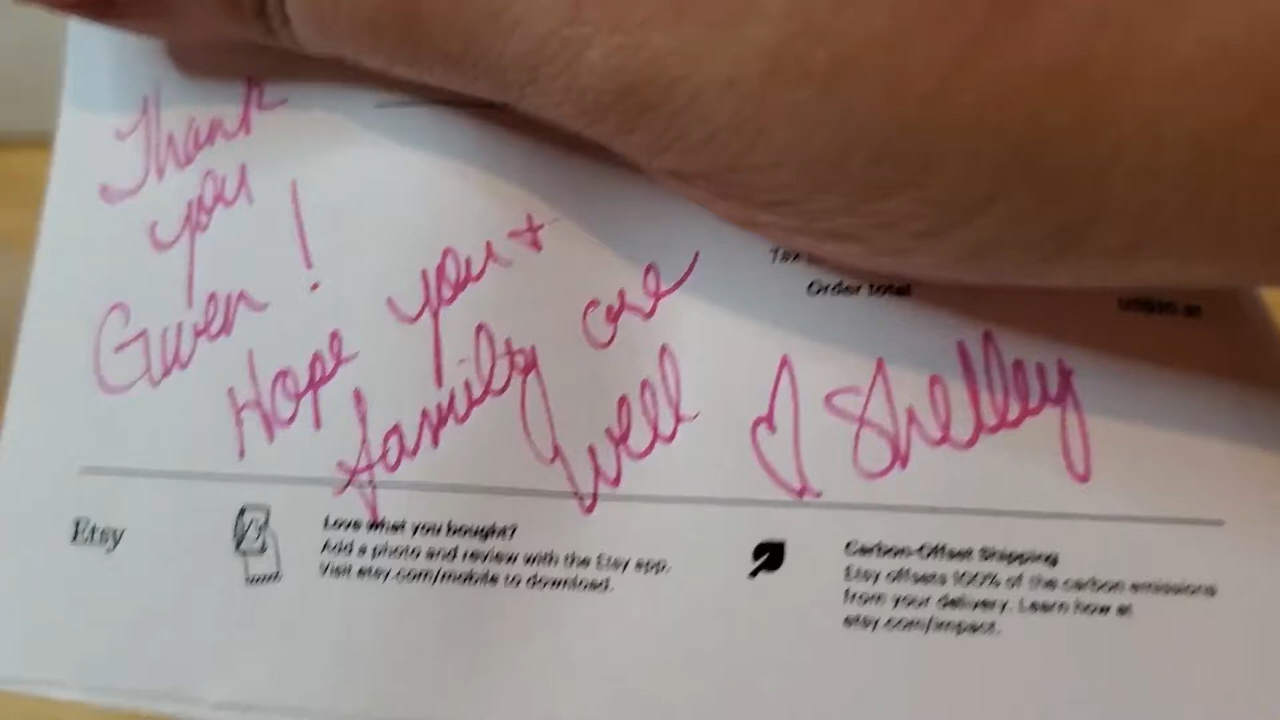 Thank
you
Gwen!
Hope you +
family are
well ♡ Shelley
Order total
Etsy
Love what you bought?
Add a photo and review with the Etsy app.
Visit etsy.com/mobile to download.
Carbon-Offset Shipping
Etsy offsets 100% of the carbon emissions
from your delivery. Learn how at
etsy.com/impact.